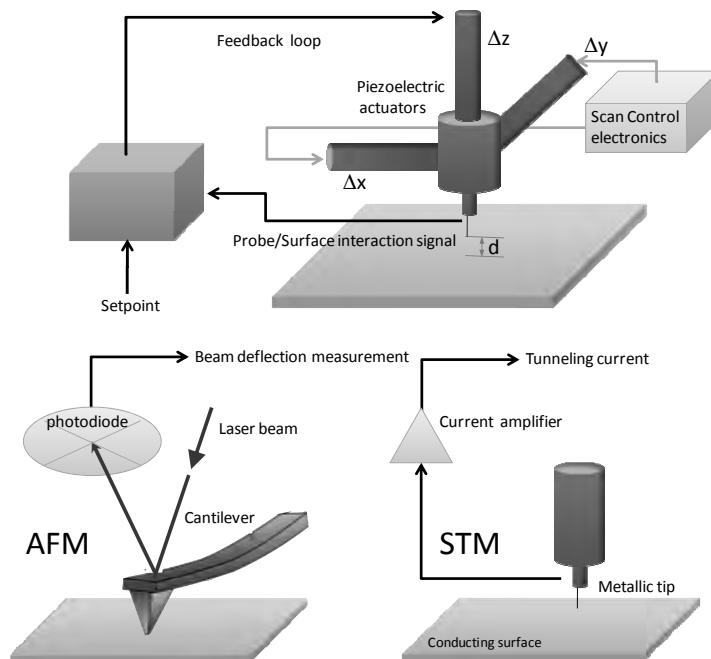 Feedback loop
Δz
Δy
Piezoelectric
actuators
Scan Control
electronics
Δx
Probe/Surface interaction signal
d
Setpoint
Beam deflection measurement
Tunneling current
photodiode
Laser beam
Current amplifier
Cantilever
AFM
STM
Metallic tip
Conducting surface